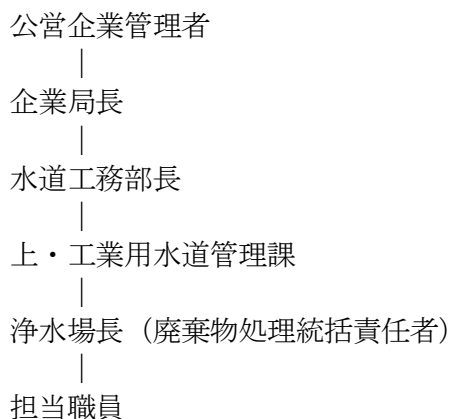 公営企業管理者
企業局長
水道工務部長
上・工業用水道管理課
浄水場長（廃棄物処理統括責任者）
担当職員